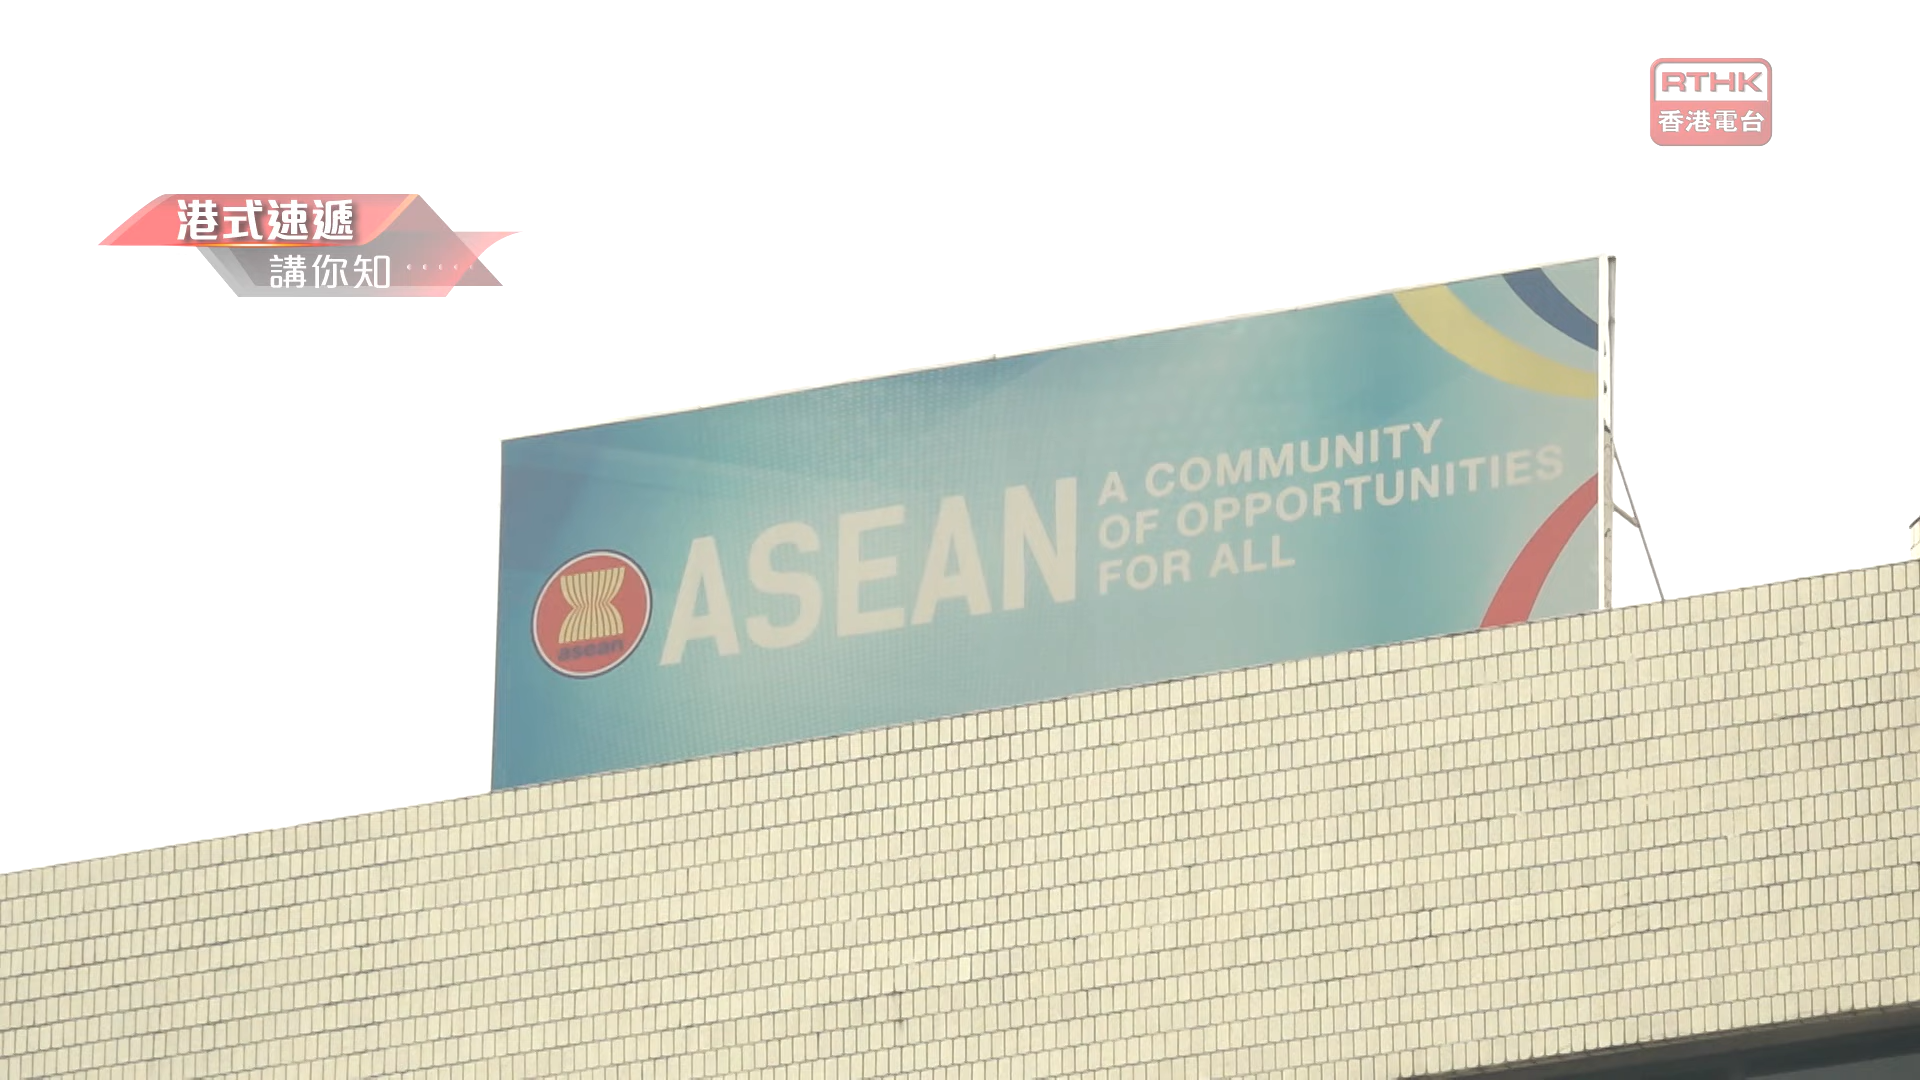 RTHK
香港電台
港式速遞
講你知
asean
ASEAN
A COMMUNITY
OF OPPORTUNITIES
FOR ALL